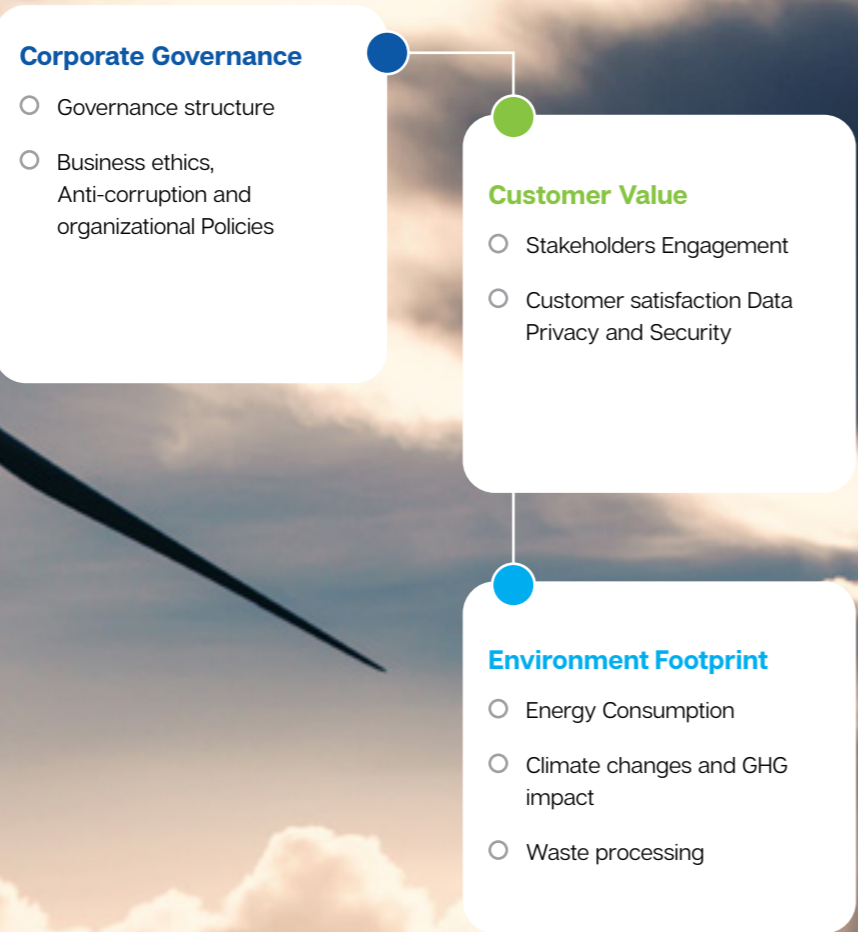 Corporate Governance
Governance structure
Business ethics,
Anti-corruption and
organizational Policies
Customer Value
Stakeholders Engagement
Customer satisfaction Data
Privacy and Security
Environment Footprint
Energy Consumption
Climate changes and GHG
impact
Waste processing